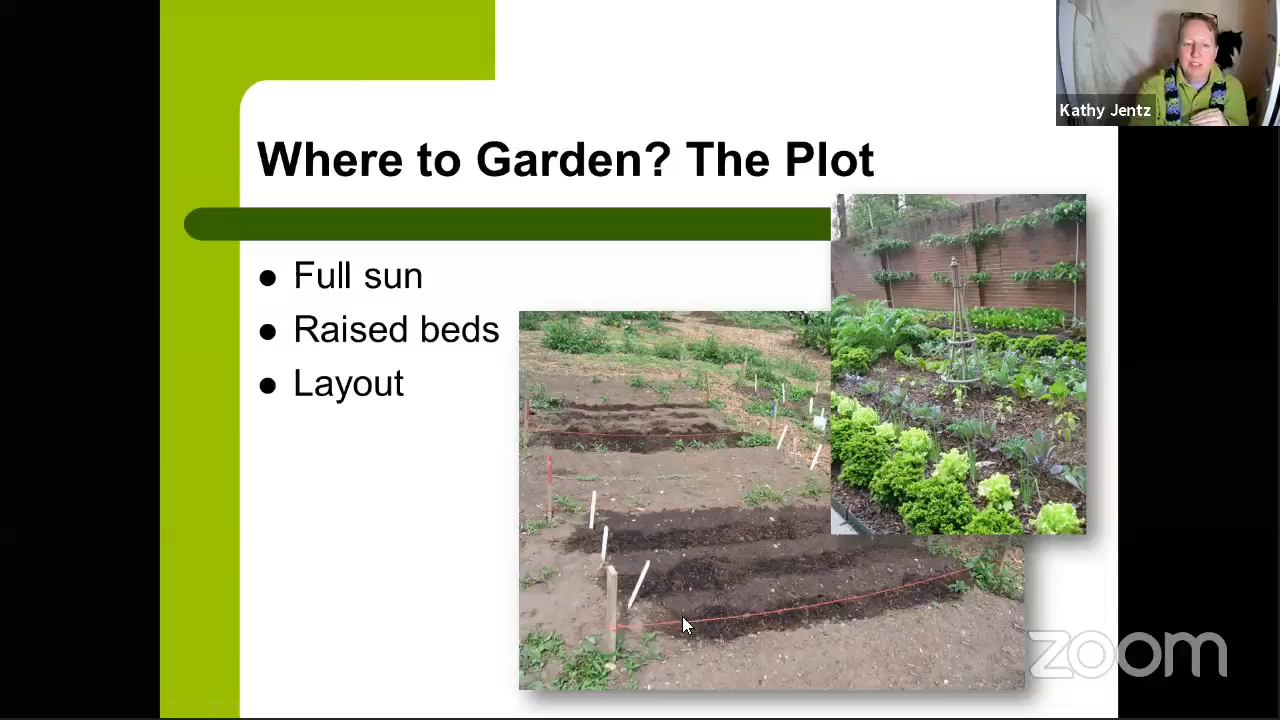 Kathy Jentz
Where to Garden? The Plot
Full sun
Raised beds
Layout
zoom